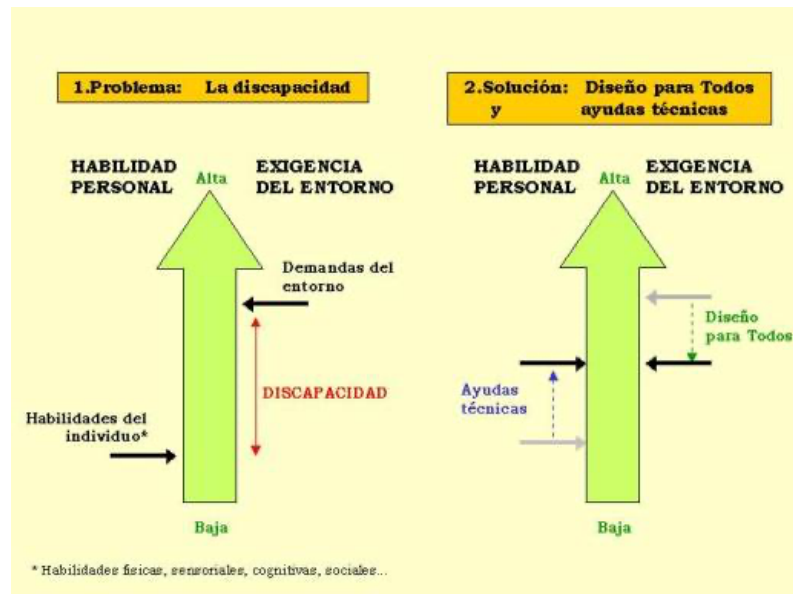 1.Problema: La discapacidad
HABILIDAD
PERSONAL
Alta
EXIGENCIA
DEL ENTORNO
Demandas del
entorno
DISCAPACIDAD
Habilidades del
individuo*
Baja
* Habilidades fisicas, sensoriales, cognitivas, sociales...
2.Solución: Diseño para Todos
y ayudas técnicas
HABILIDAD
PERSONAL
Alta
EXIGENCIA
DEL ENTORNO
Diseño
para Todos
Ayudas
técnicas
Baja